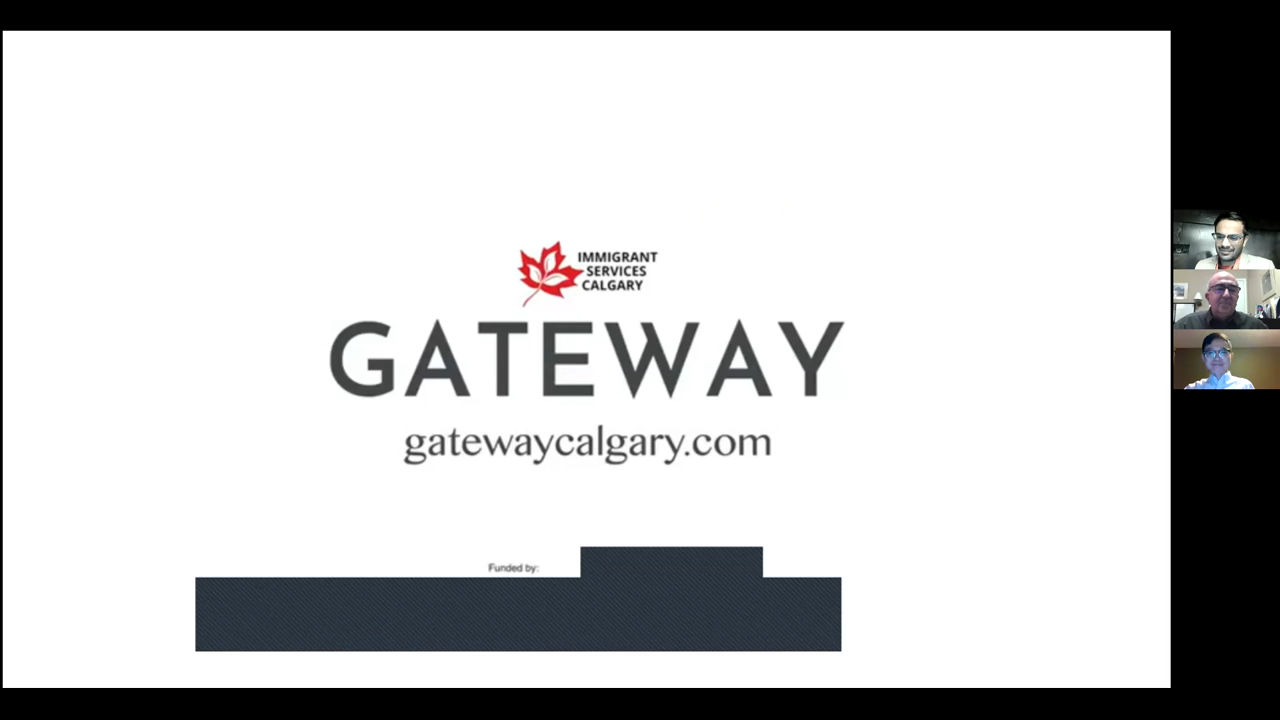 IMMIGRANT
SERVICES
CALGARY
GATEWAY
gatewaycalgary.com
Funded by: